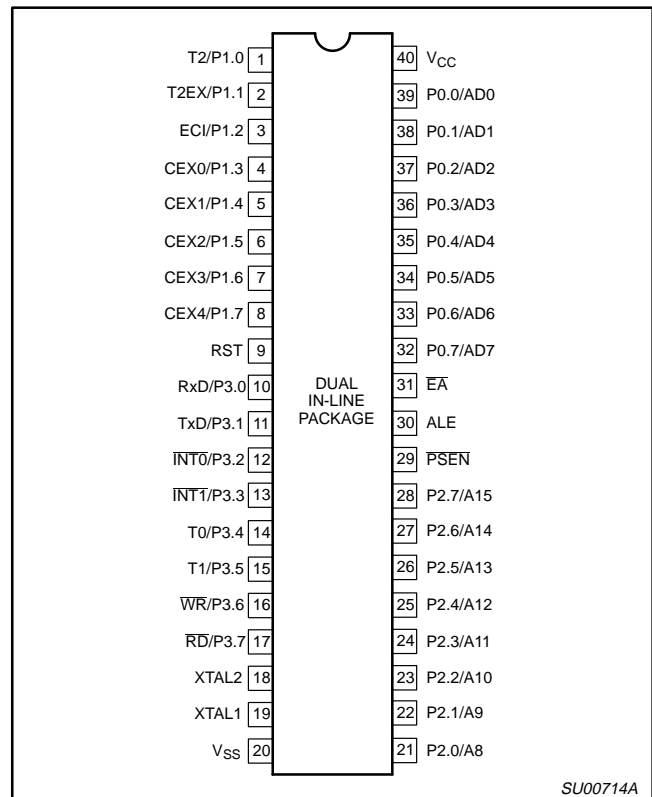 T2/P1.0 1
T2EX/P1.1 2
ECI/P1.2 3
CEX0/P1.3 4
CEX1/P1.4 5
CEX2/P1.5 6
CEX3/P1.6 7
CEX4/P1.7 8
RST 9
RxD/P3.0 10
TxD/P3.1 11
I̅N̅T̅0̅/P3.2 12
I̅N̅T̅1̅/P3.3 13
T0/P3.4 14
T1/P3.5 15
W̅R̅/P3.6 16
R̅D̅/P3.7 17
XTAL2 18
XTAL1 19
VSS 20
DUAL
IN-LINE
PACKAGE
40 VCC
39 P0.0/AD0
38 P0.1/AD1
37 P0.2/AD2
36 P0.3/AD3
35 P0.4/AD4
34 P0.5/AD5
33 P0.6/AD6
32 P0.7/AD7
31 E̅A̅
30 ALE
29 P̅S̅E̅N̅
28 P2.7/A15
27 P2.6/A14
26 P2.5/A13
25 P2.4/A12
24 P2.3/A11
23 P2.2/A10
22 P2.1/A9
21 P2.0/A8
SU00714A